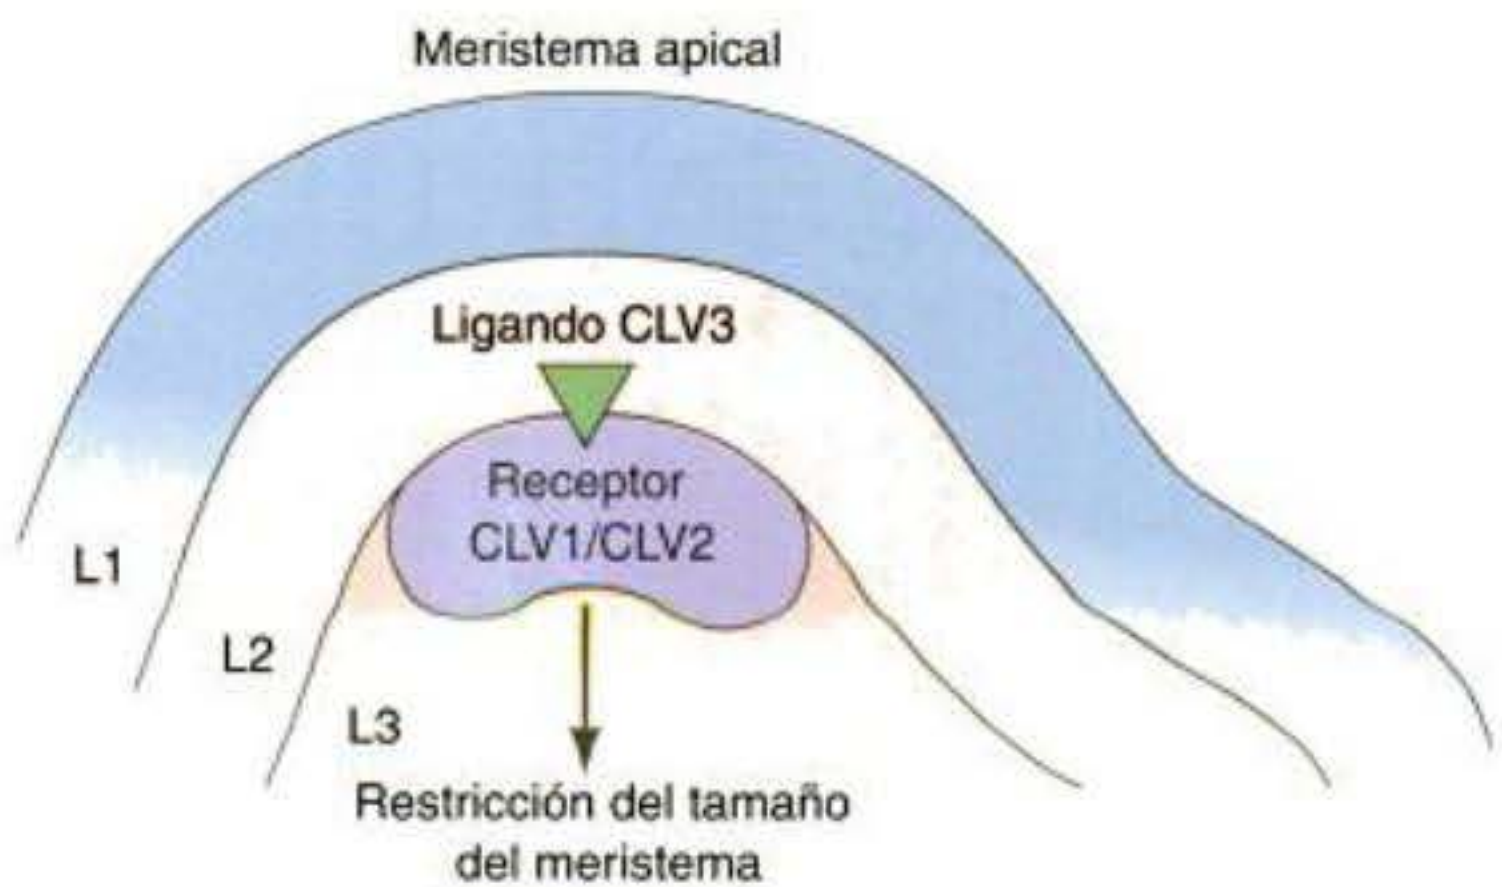 Meristema apical
Ligando CLV3
Receptor
CLV1/CLV2
L1
L2
L3
Restricción del tamaño
del meristema